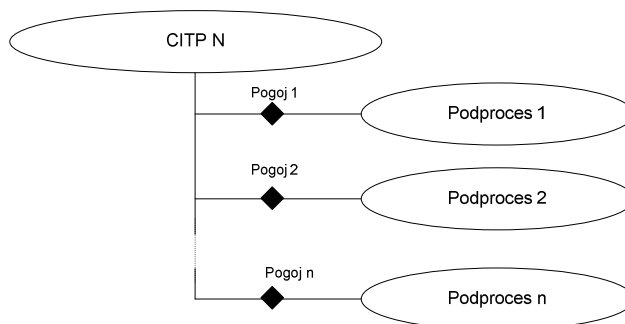 CITP N
Pogoj 1
Podproces 1
Pogoj 2
Podproces 2
Pogoj n
Podproces n